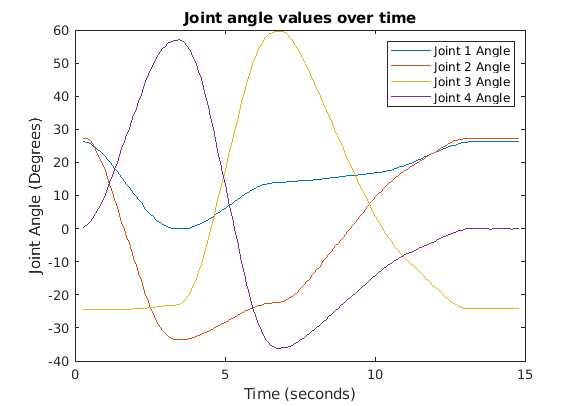 Joint angle values over time
Joint Angle (Degrees)
60
50
40
30
20
10
0
-10
-20
-30
-40
Joint 1 Angle
Joint 2 Angle
Joint 3 Angle
Joint 4 Angle
0 5 10 15
Time (seconds)